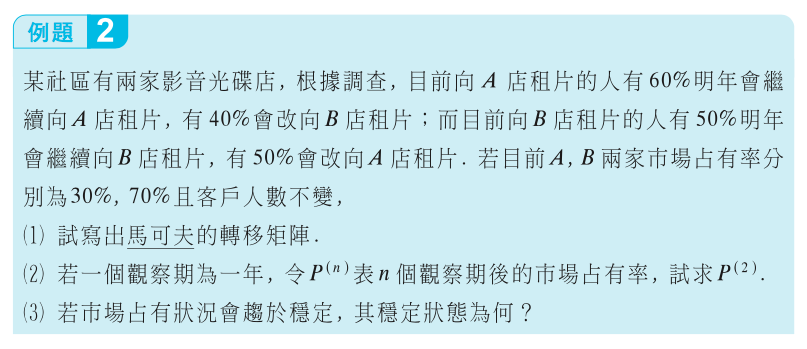 例題 2
某社區有兩家影音光碟店，根據調查，目前向 A 店租片的人有 60%明年會繼
續向 A 店租片，有 40%會改向 B 店租片；而目前向 B 店租片的人有 50%明年
會繼續向 B 店租片，有 50%會改向 A 店租片．若目前 A, B 兩家市場占有率分
別為 30%, 70%且客戶人數不變，
⑴ 試寫出馬可夫的轉移矩陣．
⑵ 若一個觀察期為一年，令 P⁽ⁿ⁾表 n 個觀察期後的市場占有率，試求 P⁽²⁾．
⑶ 若市場占有狀況會趨於穩定，其穩定狀態為何？